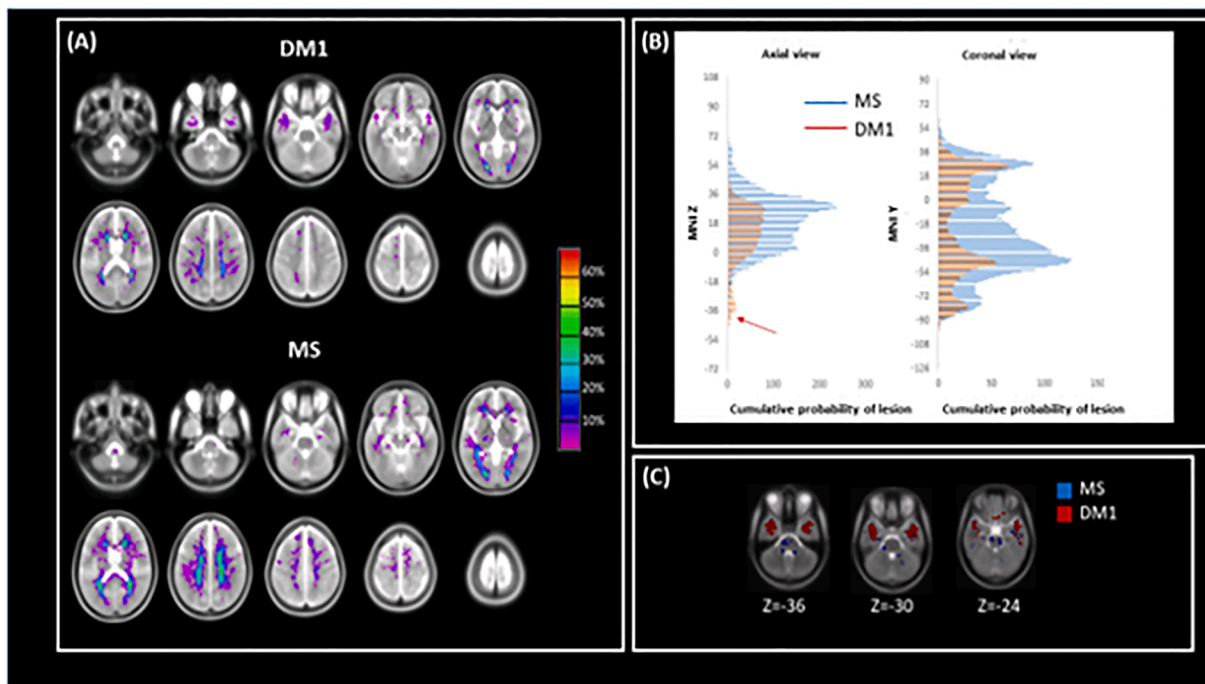 (A)
DM1
60%
50%
40%
30%
20%
10%
MS
(B)
Axial view
Coronal view
MS
DM1
MNI Z
108
90
72
54
36
18
0
-18
-36
-54
-72
0
100
200
300
Cumulative probability of lesion
MNI Y
90
72
54
36
18
0
-18
-36
-54
-72
-90
-108
-126
0
50
100
150
Cumulative probability of lesion
(C)
MS
DM1
Z=-36
Z=-30
Z=-24